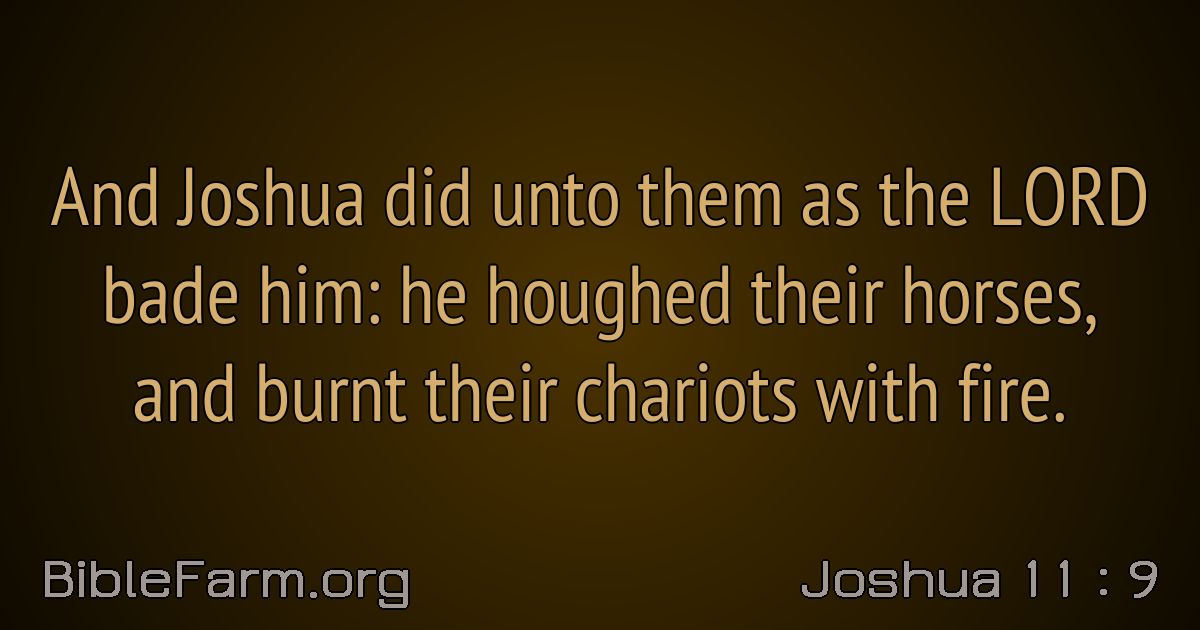 And Joshua did unto them as the LORD
bade him: he houghed their horses,
and burnt their chariots with fire.
BibleFarm.org
Joshua 11 : 9